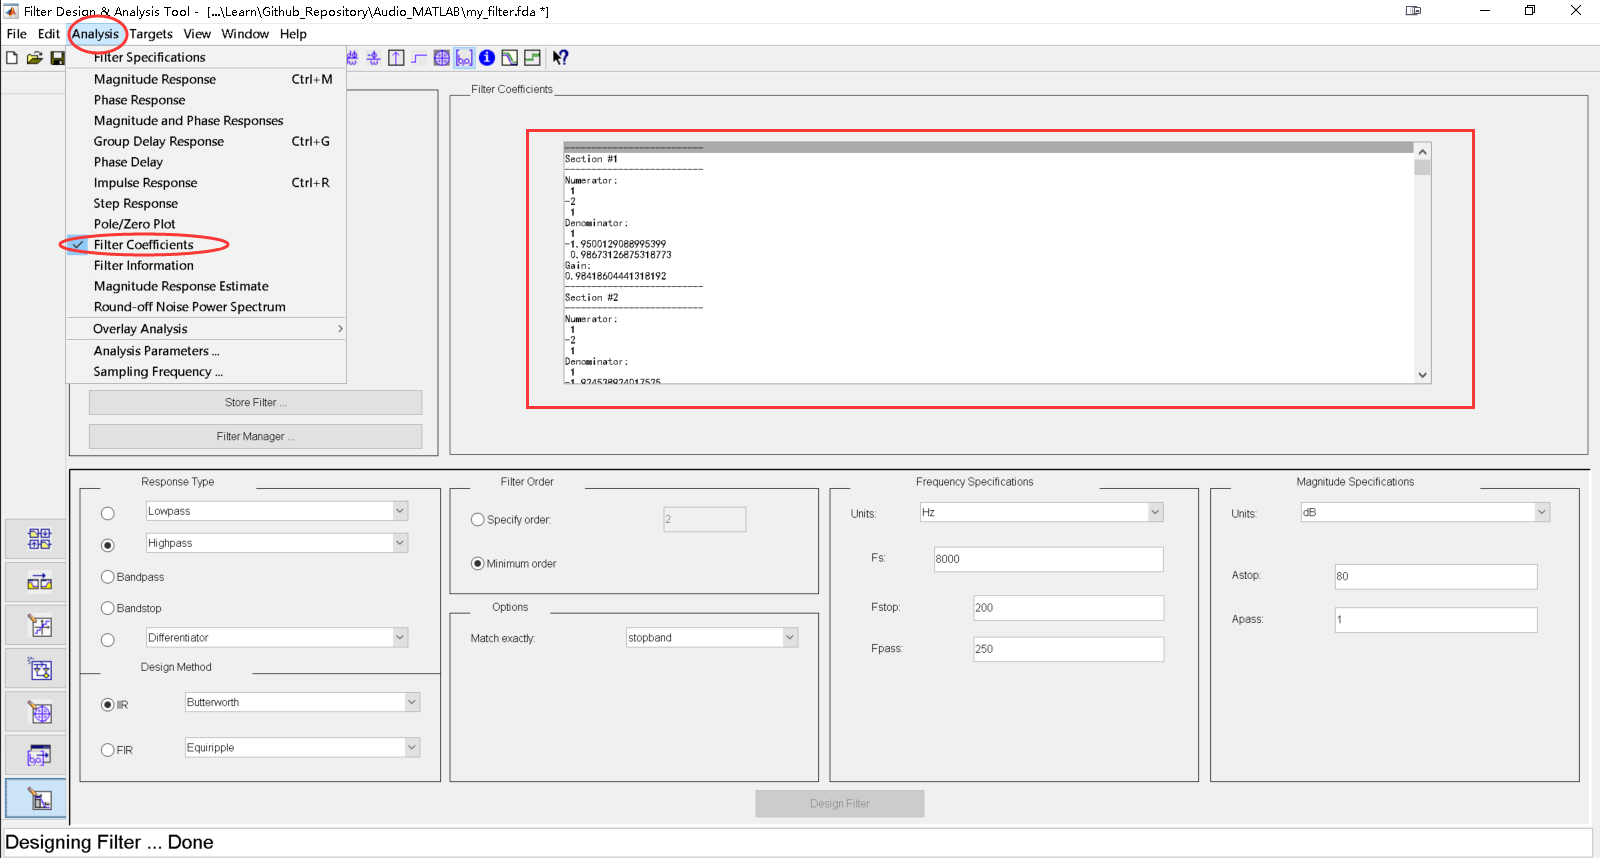 Filter Design & Analysis Tool -  [...\Learn\Github_Repository\Audio_MATLAB\my_filter.fda *]
File Edit Analysis Targets View Window Help
Filter Specifications
Magnitude Response Ctrl+M
Phase Response
Magnitude and Phase Responses
Group Delay Response Ctrl+G
Phase Delay
Impulse Response Ctrl+R
Step Response
Pole/Zero Plot
Filter Coefficients
Filter Information
Magnitude Response Estimate
Round-off Noise Power Spectrum
Overlay Analysis
Analysis Parameters ...
Sampling Frequency ...
Store Filter ...
Filter Manager ...
Filter Coefficients
--------------------------
Section #1
--------------------------
Numerator:
1
-2
1
Denominator:
1
-1.9500129088995399
0.98673126875318773
Gain:
0.98418604441318192
--------------------------
Section #2
--------------------------
Numerator:
1
-2
1
Denominator:
1
-1.924538924017525
Response Type
Lowpass
Highpass
Bandpass
Bandstop
Differentiator
Design Method
IIR Butterworth
FIR Equiripple
Filter Order
Specify order: 2
Minimum order
Options
Match exactly: stopband
Frequency Specifications
Units: Hz
Fs: 8000
Fstop: 200
Fpass: 250
Magnitude Specifications
Units: dB
Astop: 80
Apass: 1
Design Filter
Designing Filter ... Done